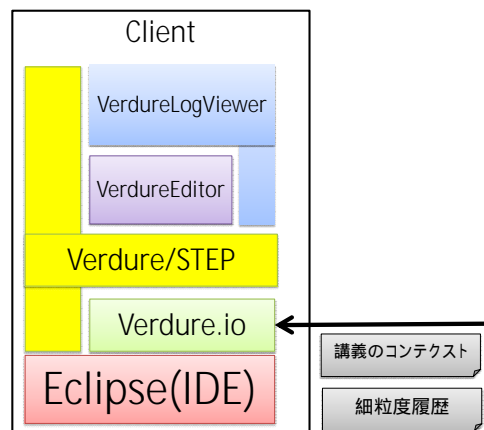 Client
VerdureLogViewer
VerdureEditor
Verdure/STEP
Verdure.io
講義のコンテクスト
Eclipse(IDE)
細粒度履歴